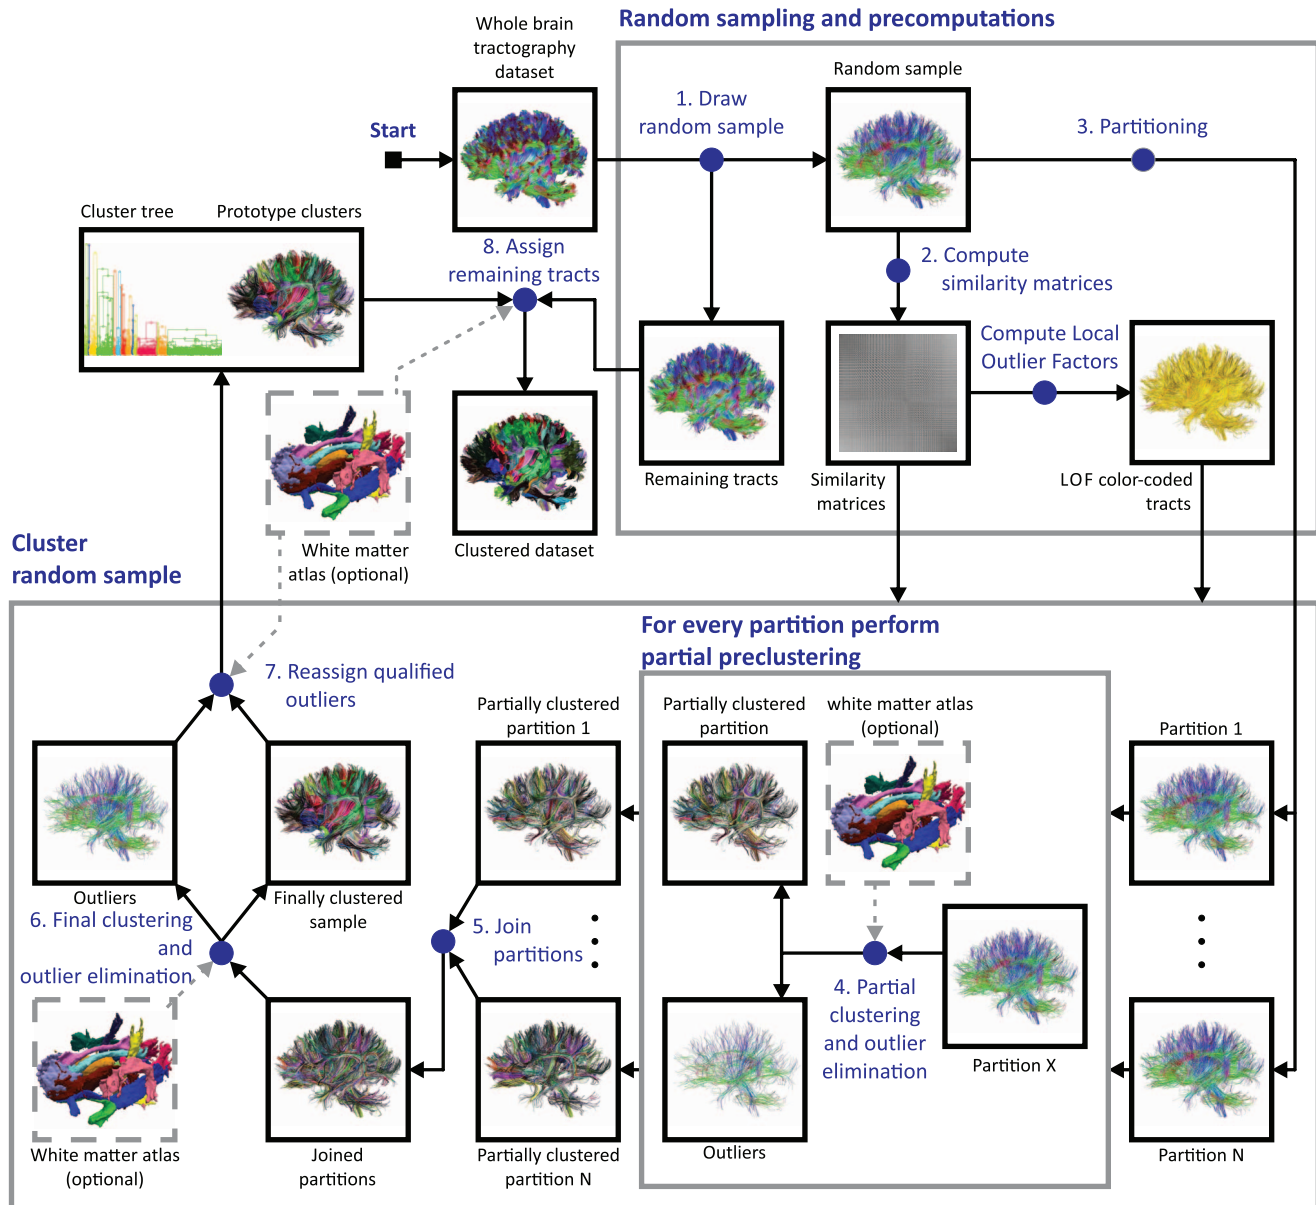 Random sampling and precomputations
Whole brain
tractography
dataset
Random sample
1. Draw
random sample
3. Partitioning
Start
Cluster tree
Prototype clusters
8. Assign
remaining tracts
2. Compute
similarity matrices
Compute Local
Outlier Factors
Remaining tracts
Similarity
matrices
LOF color-coded
tracts
White matter
atlas (optional)
Clustered dataset
Cluster
random sample
For every partition perform
partial preclustering
7. Reassign qualified
outliers
Partially clustered
partition 1
Partially clustered
partition
white matter atlas
(optional)
Partition 1
Outliers
Finally clustered
sample
6. Final clustering
and
outlier elimination
5. Join
partitions
4. Partial
clustering
and outlier
elimination
Partition X
White matter atlas
(optional)
Joined
partitions
Partially clustered
partition N
Outliers
Partition N